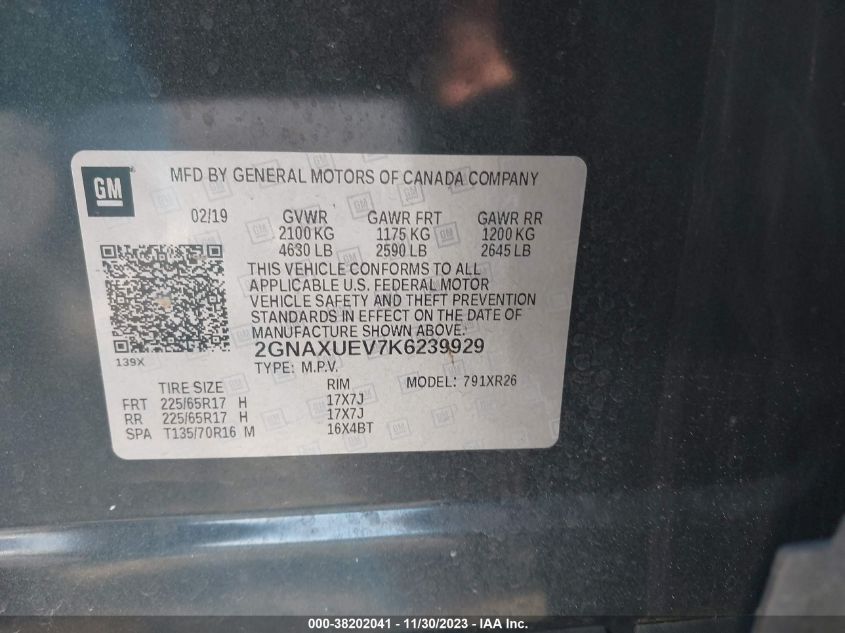 GM
MFD BY GENERAL MOTORS OF CANADA COMPANY
02/19 GVWR GAWR FRT GAWR RR
2100 KG 1175 KG 1200 KG
4630 LB 2590 LB 2645 LB
THIS VEHICLE CONFORMS TO ALL
APPLICABLE U.S. FEDERAL MOTOR
VEHICLE SAFETY AND THEFT PREVENTION
STANDARDS IN EFFECT ON THE DATE OF
MANUFACTURE SHOWN ABOVE.
2GNAXUEV7K6239929
139X
TYPE: M.P.V. MODEL: 791XR26
TIRE SIZE RIM
FRT 225/65R17 H 17X7J
RR 225/65R17 H 17X7J
SPA T135/70R16 M 16X4BT
000-38202041 - 11/30/2023 - IAA Inc.